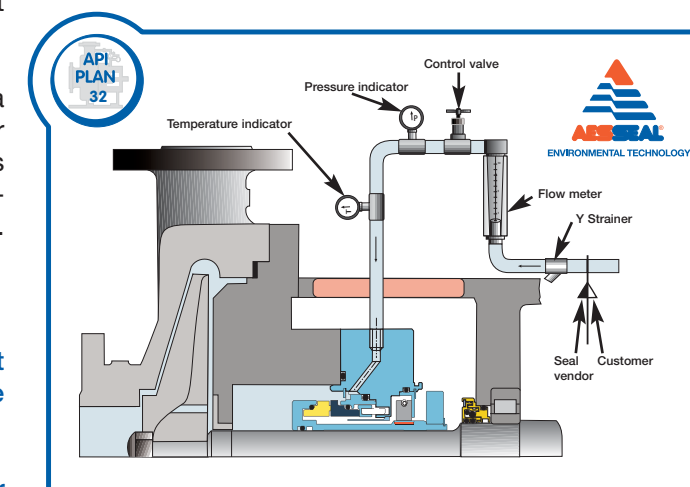 API
PLAN
32
Control valve
Pressure indicator
Temperature indicator
P
T
AESSEAL
ENVIRONMENTAL TECHNOLOGY
Flow meter
Y Strainer
Seal
vendor
Customer